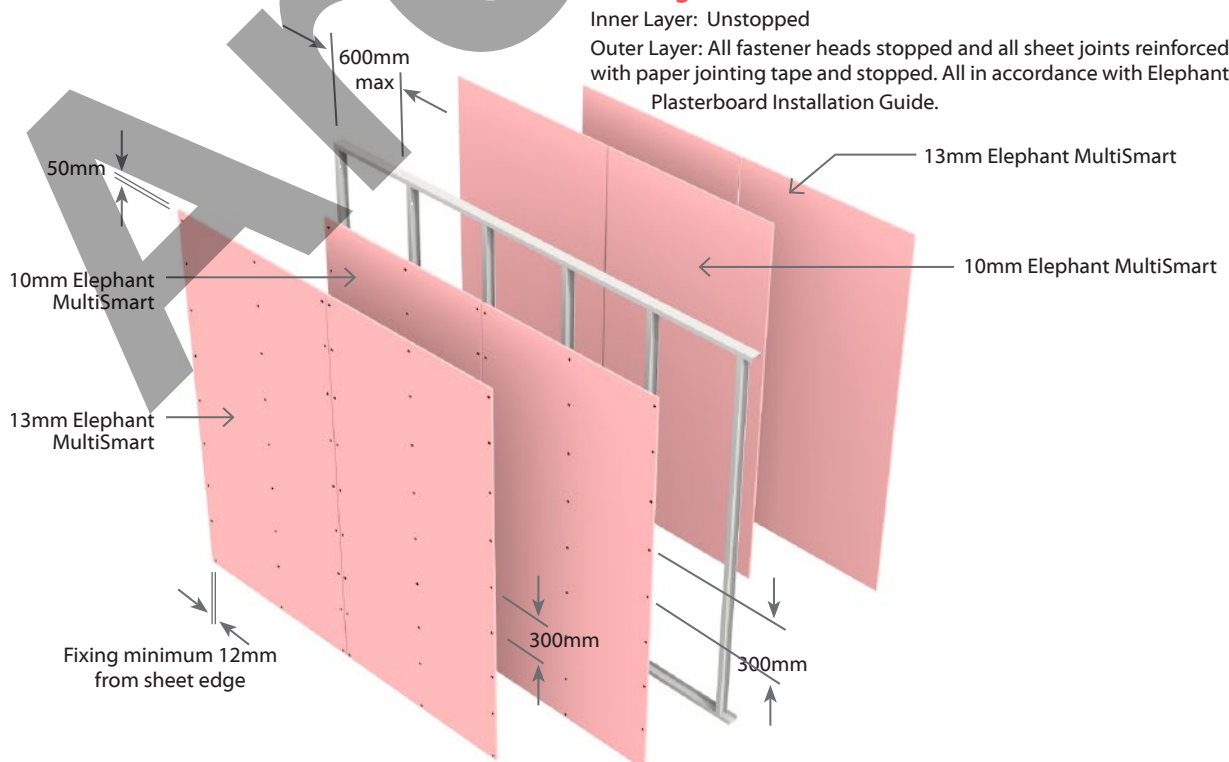 Inner Layer: Unstopped
Outer Layer: All fastener heads stopped and all sheet joints reinforced
with paper jointing tape and stopped. All in accordance with Elephant
Plasterboard Installation Guide.
600mm
max
50mm
13mm Elephant MultiSmart
10mm Elephant MultiSmart
10mm Elephant
MultiSmart
13mm Elephant
MultiSmart
300mm
300mm
Fixing minimum 12mm
from sheet edge